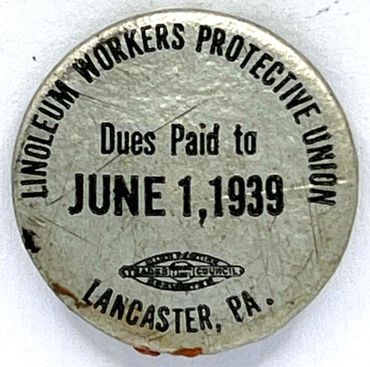 LINOLEUM WORKERS PROTECTIVE UNION
Dues Paid to
JUNE 1, 1939
TRADES COUNCIL
LANCASTER, PA.